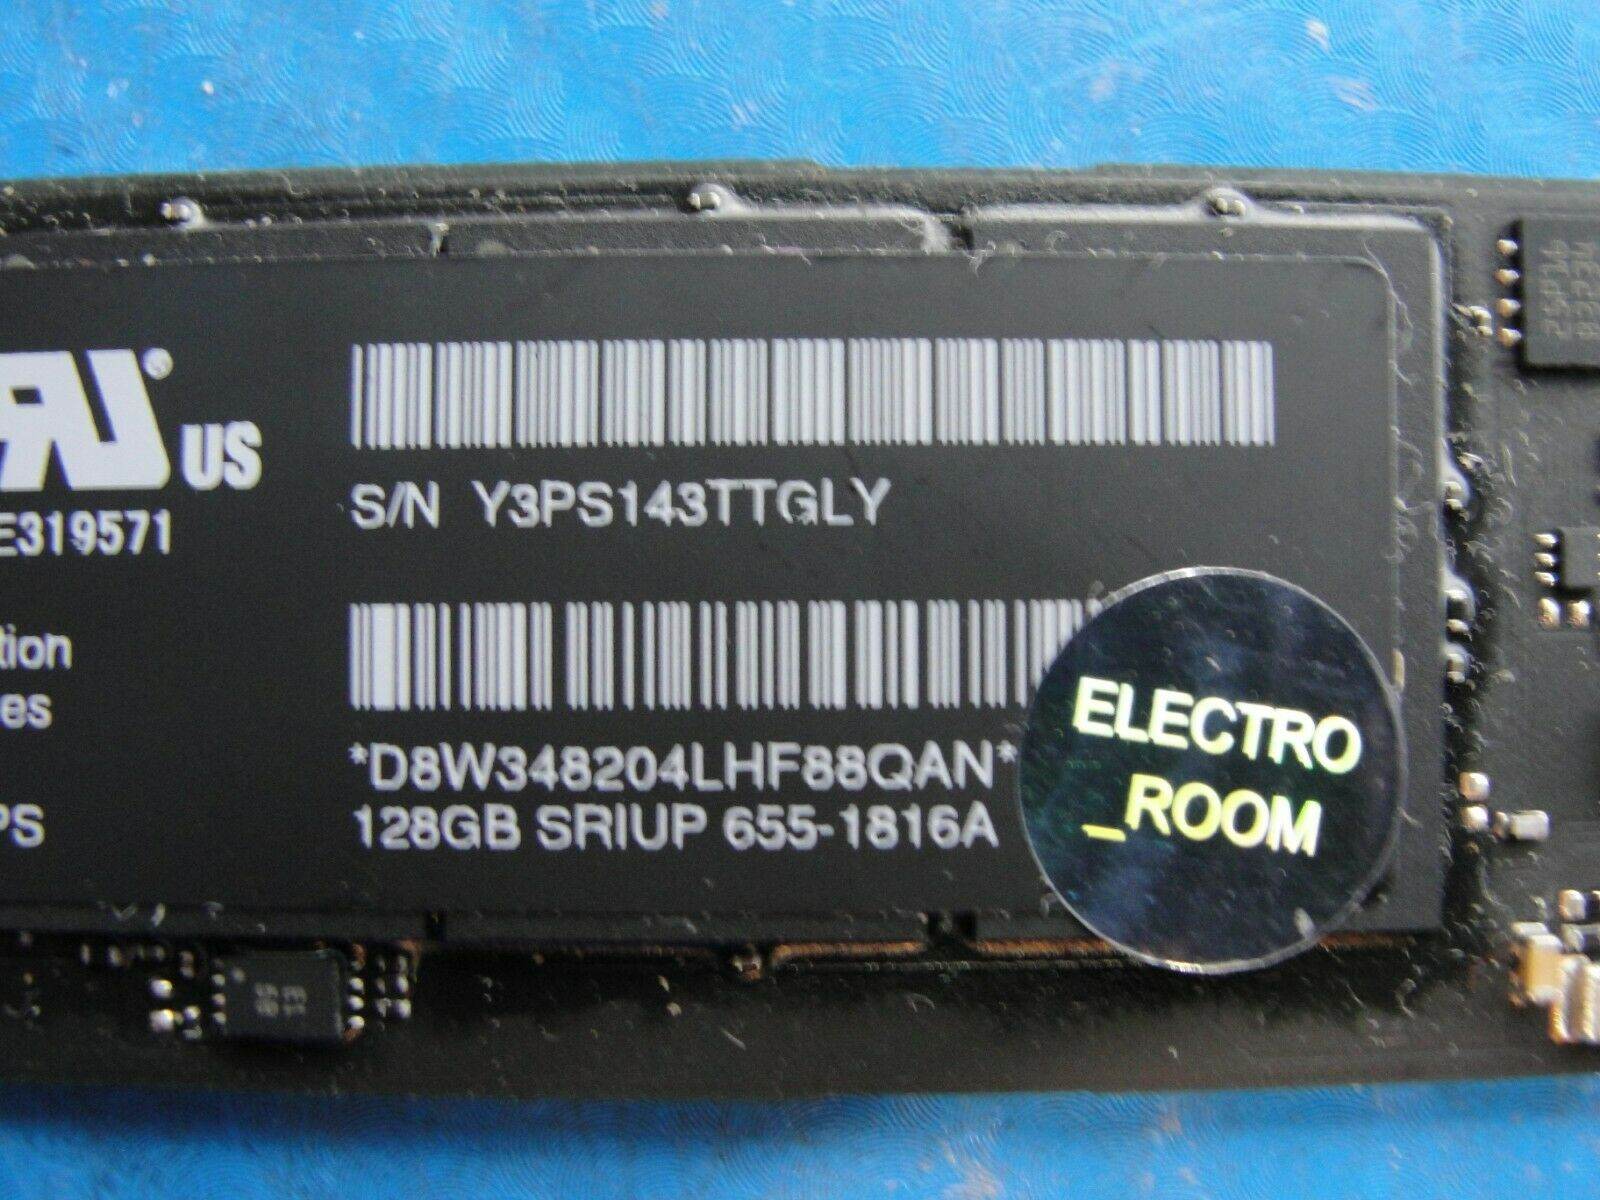 US
E319571
tion
es
PS
S/N Y3PS143TTGLY
*D8W348204LHF88QAN*
128GB SRIUP 655-1816A
ELECTRO
_ROOM